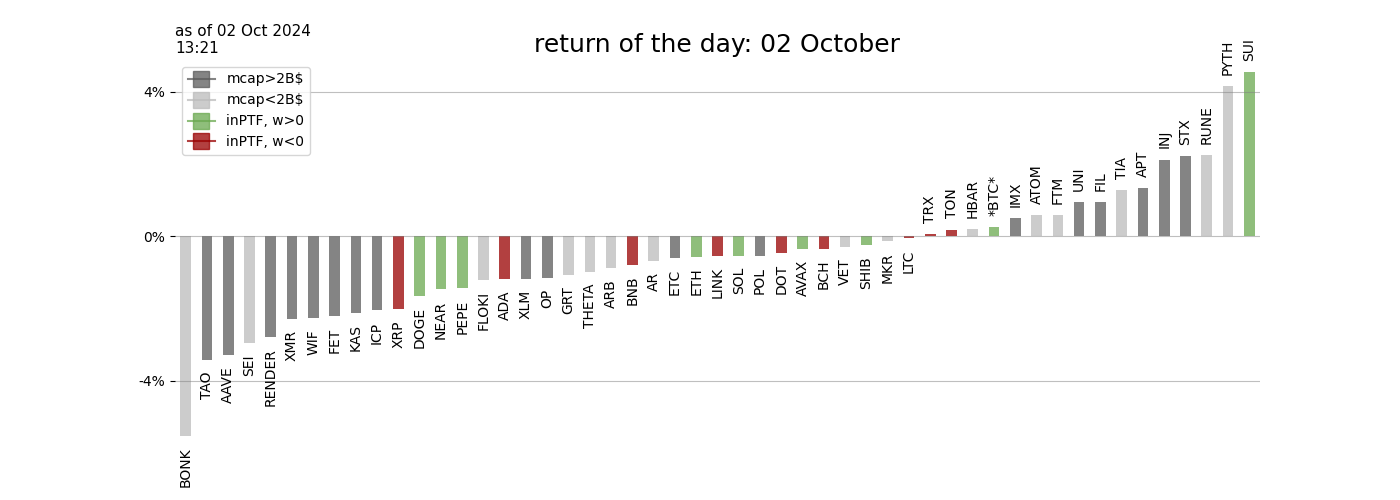 as of 02 Oct 2024
13:21
return of the day: 02 October
mcap>2B$
mcap<2B$
inPTF, w>0
inPTF, w<0
4%
0%
-4%
BONK
TAO
AAVE
SEI
RENDER
XMR
WIF
FET
KAS
ICP
XRP
DOGE
NEAR
PEPE
FLOKI
ADA
XLM
OP
GRT
THETA
ARB
BNB
AR
ETC
ETH
LINK
SOL
POL
DOT
AVAX
BCH
VET
SHIB
MKR
LTC
TRX
TON
HBAR
*BTC*
IMX
ATOM
FTM
UNI
FIL
TIA
APT
INJ
STX
RUNE
PYTH
SUI